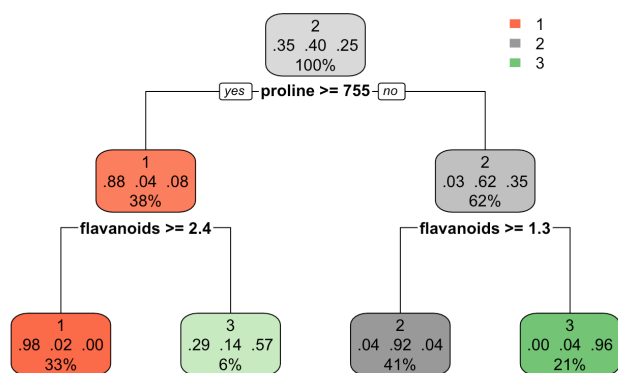 2
.35 .40 .25
100%
1
2
3
yes proline >= 755 no
1
.88 .04 .08
38%
2
.03 .62 .35
62%
flavanoids >= 2.4
flavanoids >= 1.3
1
.98 .02 .00
33%
3
.29 .14 .57
6%
2
.04 .92 .04
41%
3
.00 .04 .96
21%